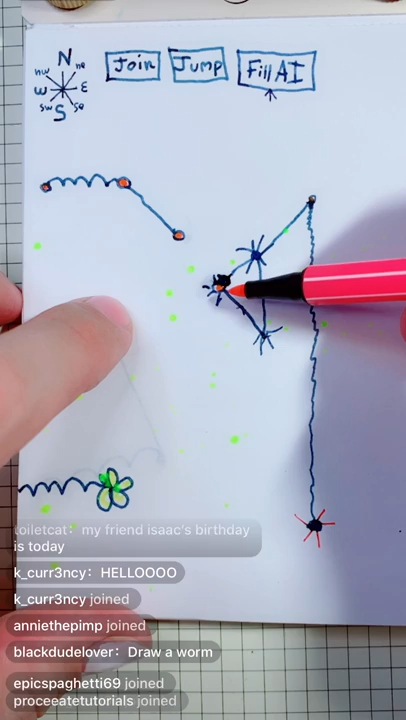 N
nw
ne
W
E
sw
se
S
Join
Jump
Fill AI
toiletcat: my friend isaac's birthday
is today
k_curr3ncy: HELLOOOO
k_curr3ncy joined
anniethepimp joined
blackdudelover: Draw a worm
epicspaghetti69 joined
proceeatetutorials joined